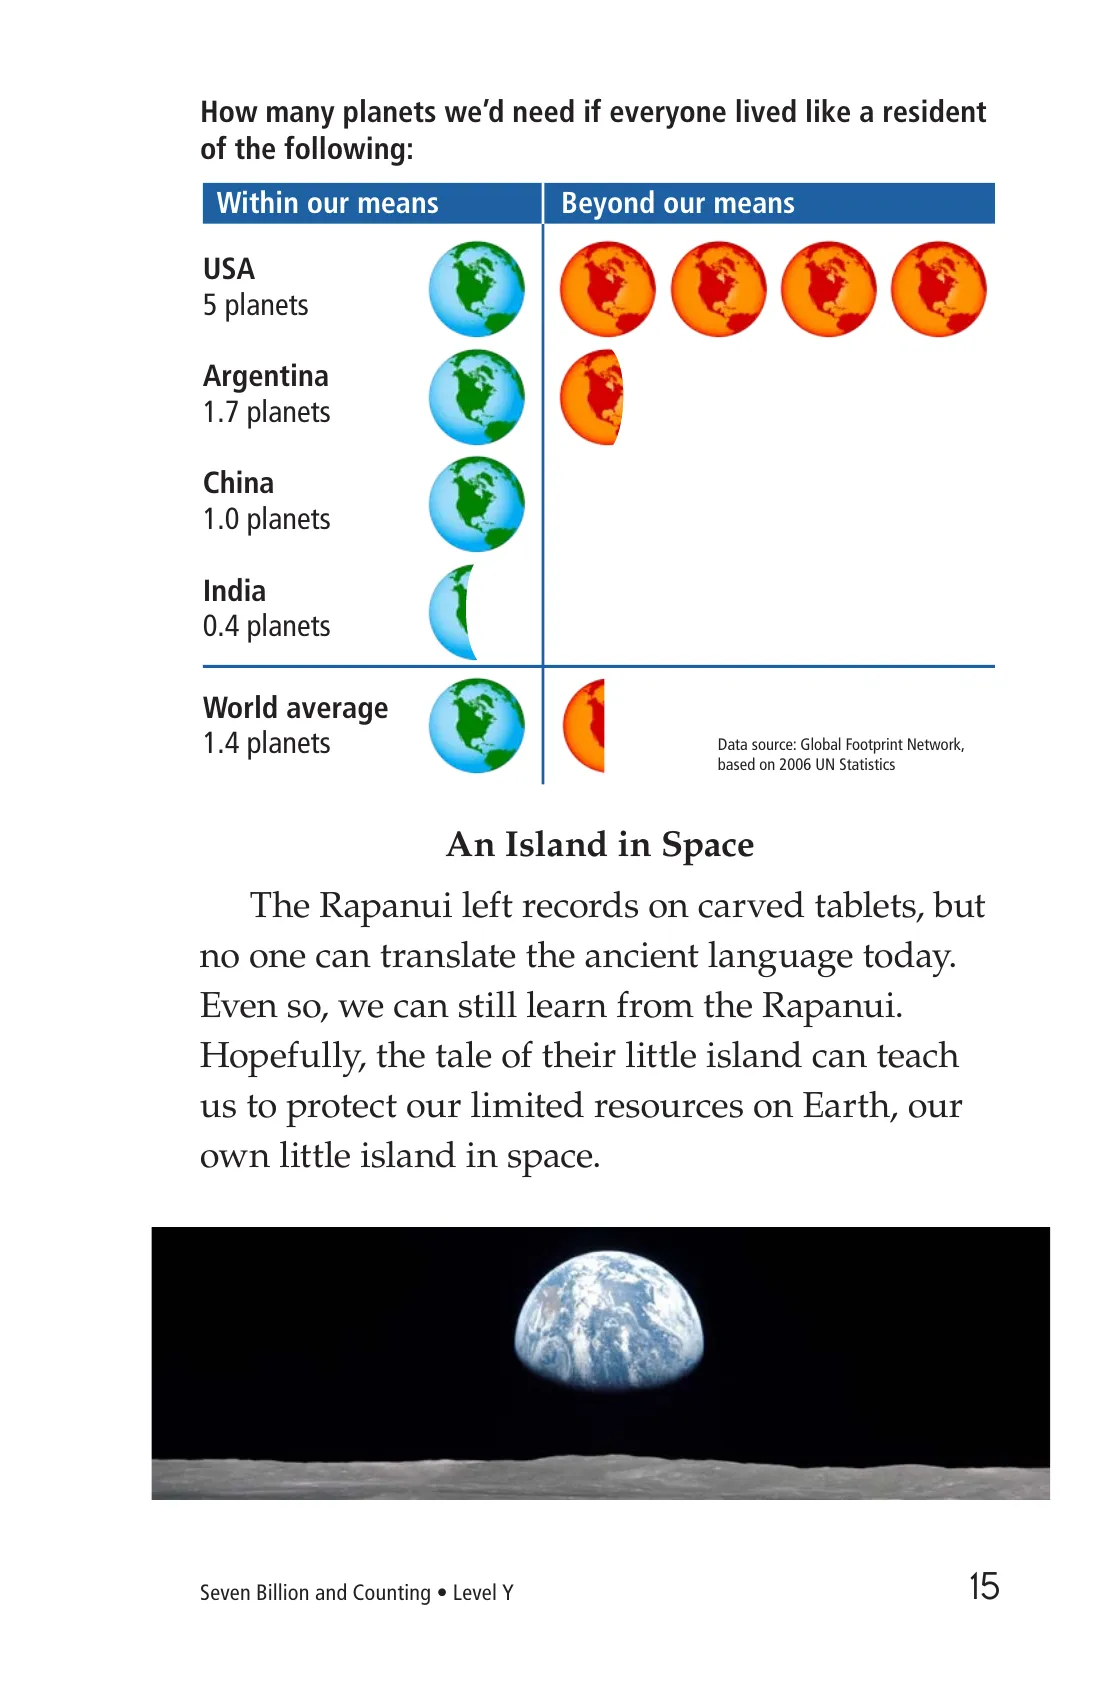 How many planets we’d need if everyone lived like a resident
of the following:
Within our means
Beyond our means
USA
5 planets
Argentina
1.7 planets
China
1.0 planets
India
0.4 planets
World average
1.4 planets
Data source: Global Footprint Network,
based on 2006 UN Statistics
An Island in Space
The Rapanui left records on carved tablets, but
no one can translate the ancient language today.
Even so, we can still learn from the Rapanui.
Hopefully, the tale of their little island can teach
us to protect our limited resources on Earth, our
own little island in space.
Seven Billion and Counting • Level Y
15